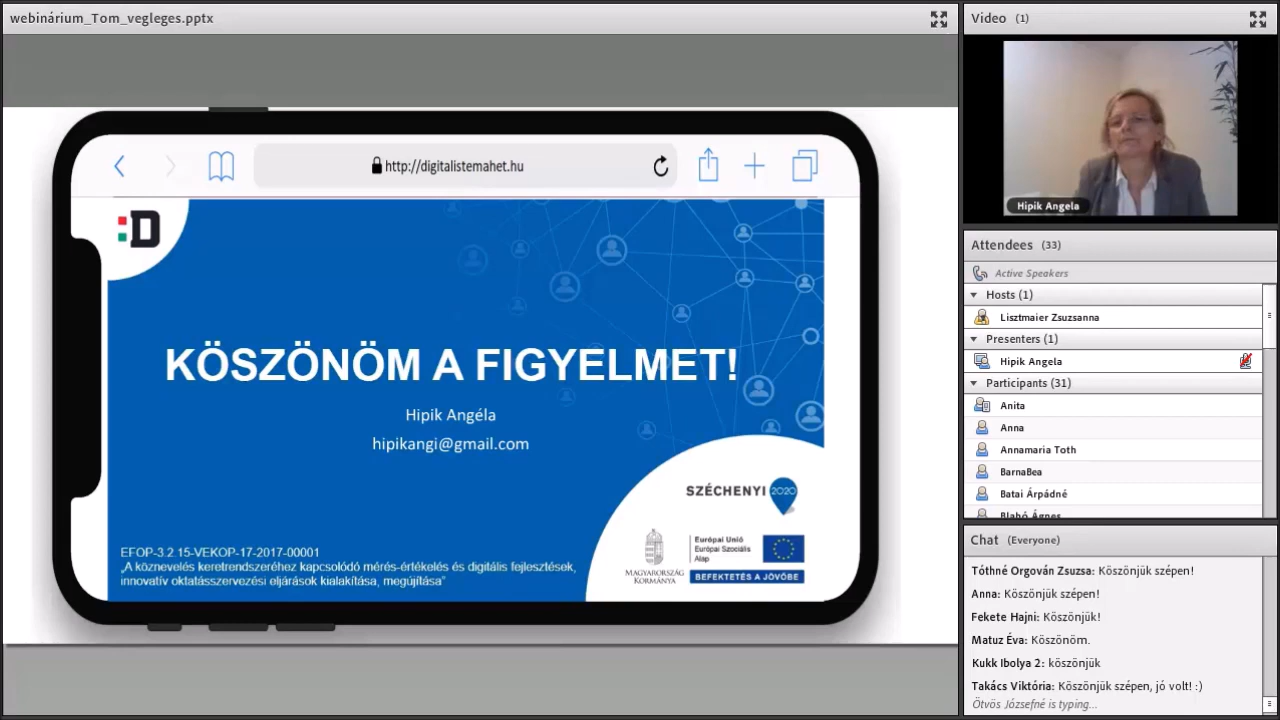 webinárium_Tom_vegleges.pptx
http://digitalistemahet.hu
:D
KÖSZÖNÖM A FIGYELMET!
Hipik Angéla
hipikangi@gmail.com
SZÉCHENYI 2020
MAGYARORSZÁG
KORMÁNYA
Európai Unió
Európai Szociális
Alap
BEFEKTETÉS A JÖVŐBE
EFOP-3.2.15-VEKOP-17-2017-00001
„A köznevelés keretrendszeréhez kapcsolódó mérés-értékelés és digitális fejlesztések,
innovatív oktatásszervezési eljárások kialakítása, megújítása”
Video (1)
Hipik Angela
Attendees (33)
Active Speakers
Hosts (1)
Lisztmaier Zsuzsanna
Presenters (1)
Hipik Angela
Participants (31)
Anita
Anna
Annamaria Toth
BarnaBea
Batai Árpádné
Blahó Ágnes
Chat (Everyone)
Tóthné Orgován Zsuzsa: Köszönjük szépen!
Anna: Köszönjük szépen!
Fekete Hajni: Köszönjük!
Matuz Éva: Köszönöm.
Kukk Ibolya 2: köszönjük
Takács Viktória: Köszönjük szépen, jó volt! :)
Ötvös Józsefné is typing...